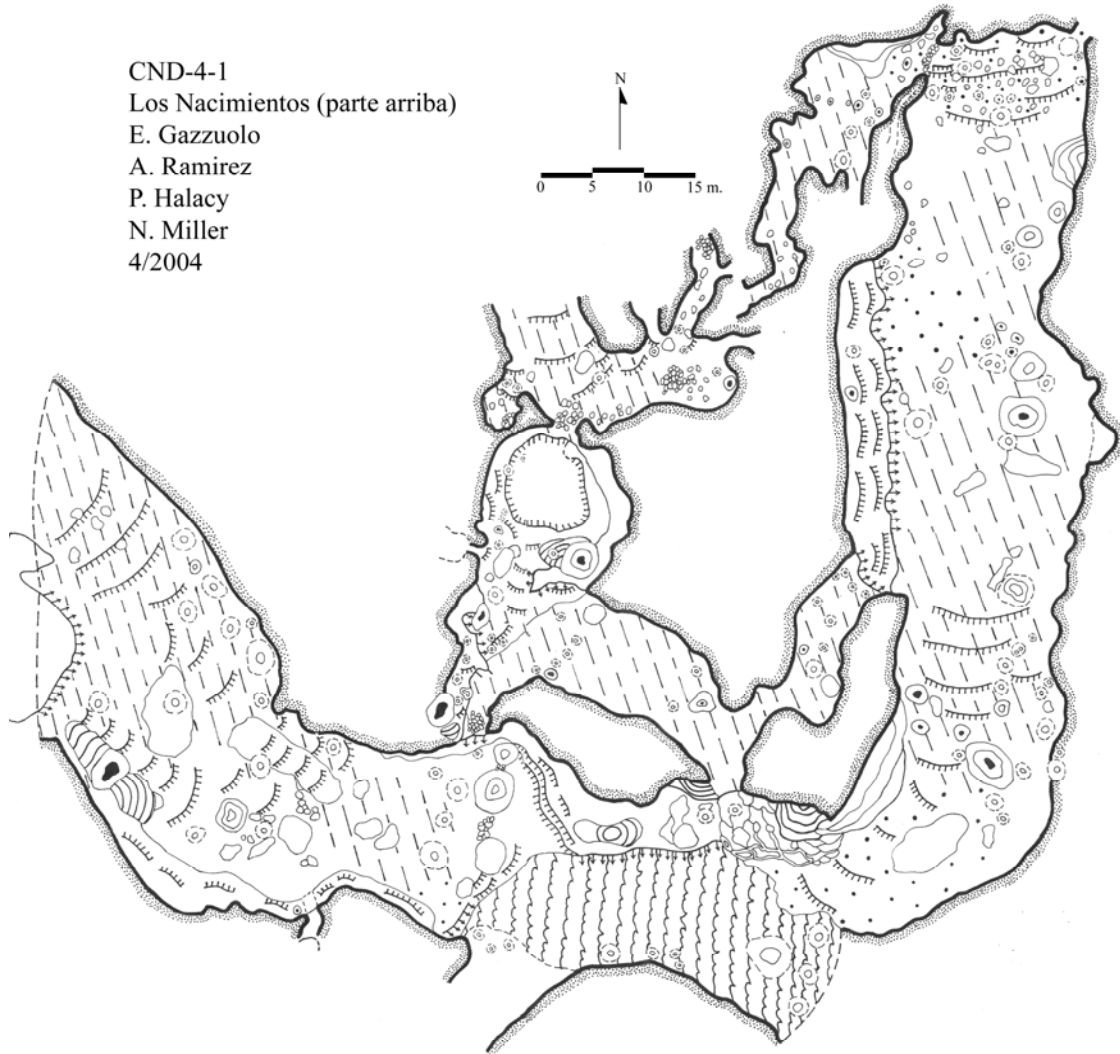 CND-4-1
Los Nacimientos (parte arriba)
E. Gazzuolo
A. Ramirez
P. Halacy
N. Miller
4/2004
N
0 5 10 15 m.